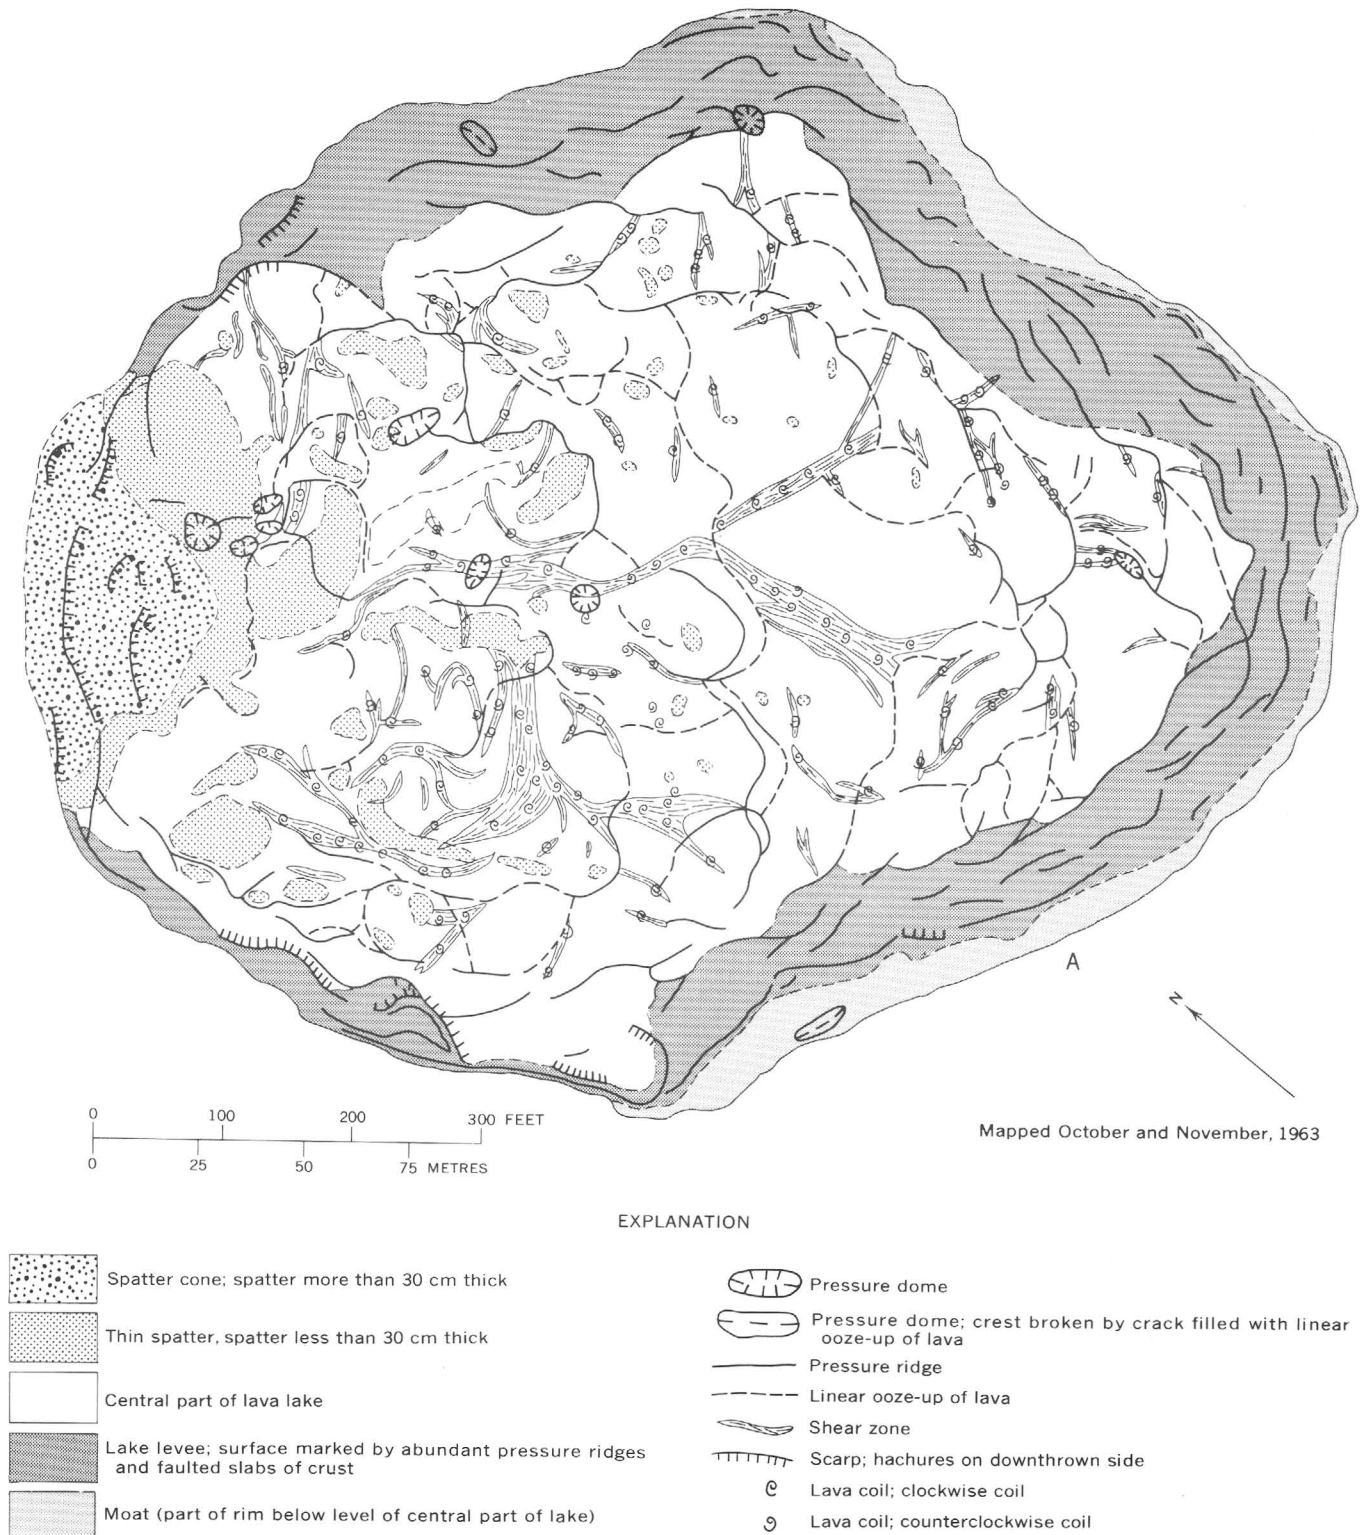 A
N
0 100 200 300 FEET
0 25 50 75 METRES
Mapped October and November, 1963
EXPLANATION
Spatter cone; spatter more than 30 cm thick
Thin spatter, spatter less than 30 cm thick
Central part of lava lake
Lake levee; surface marked by abundant pressure ridges
and faulted slabs of crust
Moat (part of rim below level of central part of lake)
Pressure dome
Pressure dome; crest broken by crack filled with linear
ooze-up of lava
Pressure ridge
Linear ooze-up of lava
Shear zone
Scarp; hachures on downthrown side
Lava coil; clockwise coil
Lava coil; counterclockwise coil